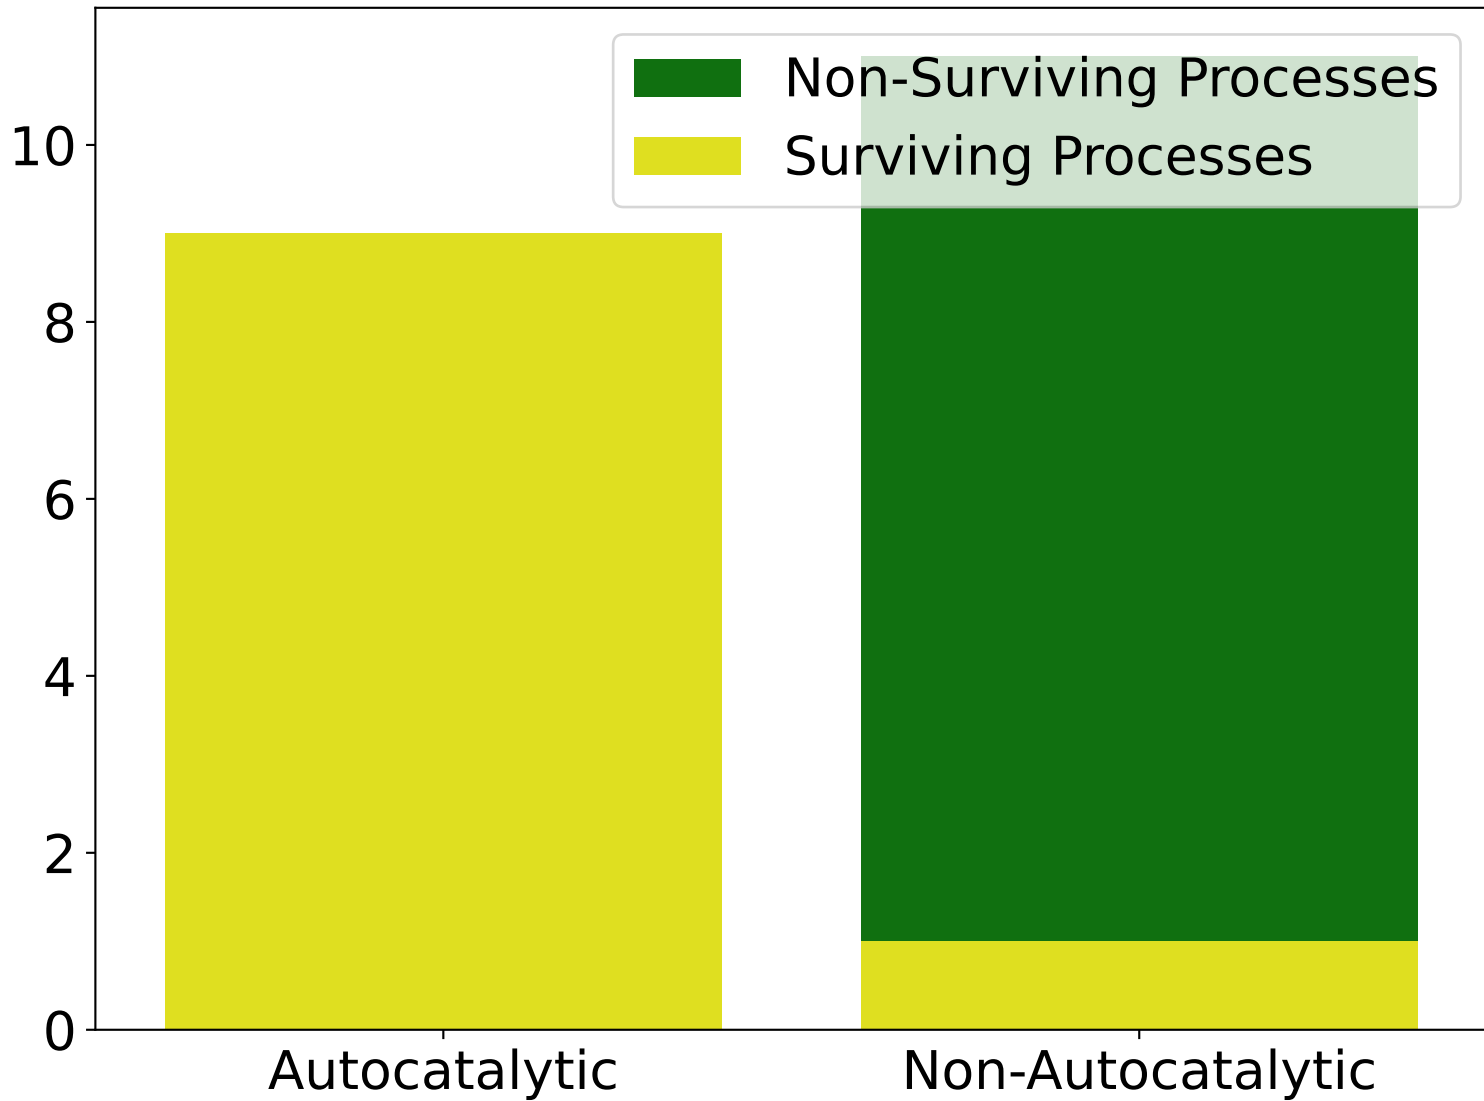 Non-Surviving Processes
Surviving Processes
10
8
6
4
2
0
Autocatalytic
Non-Autocatalytic